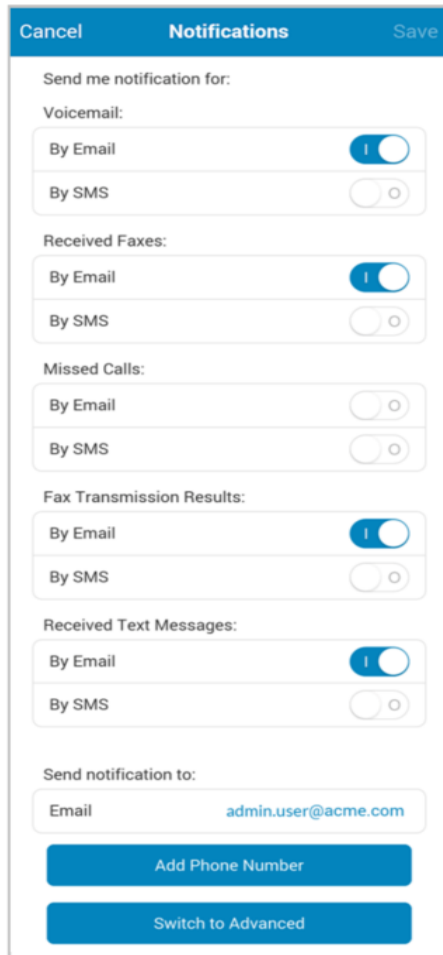 Cancel Notifications Save
Send me notification for:
Voicemail:
By Email
By SMS
Received Faxes:
By Email
By SMS
Missed Calls:
By Email
By SMS
Fax Transmission Results:
By Email
By SMS
Received Text Messages:
By Email
By SMS
Send notification to:
Email admin.user@acme.com
Add Phone Number
Switch to Advanced